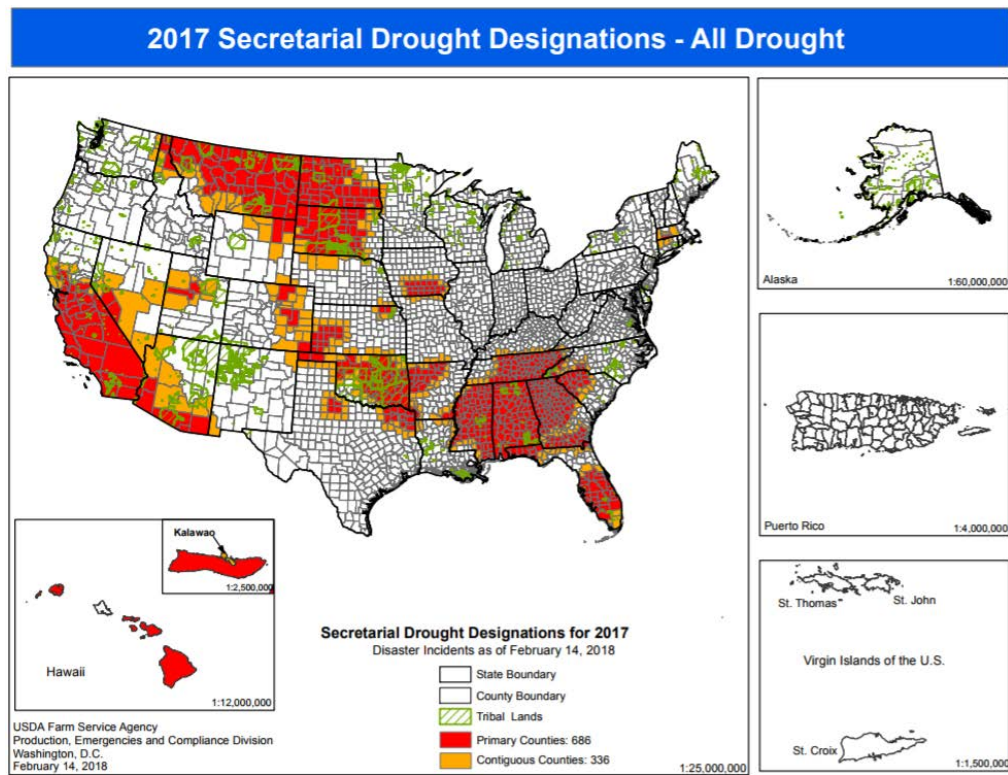 2017 Secretarial Drought Designations - All Drought
Alaska
1:60,000,000
Puerto Rico
1:4,000,000
Kalawao
1:2,500,000
Hawaii
1:12,000,000
St. Thomas
St. John
Virgin Islands of the U.S.
St. Croix
1:1,500,000
Secretarial Drought Designations for 2017
Disaster Incidents as of February 14, 2018
State Boundary
County Boundary
Tribal Lands
Primary Counties: 686
Contiguous Counties: 336
1:25,000,000
USDA Farm Service Agency
Production, Emergencies and Compliance Division
Washington, D.C.
February 14, 2018